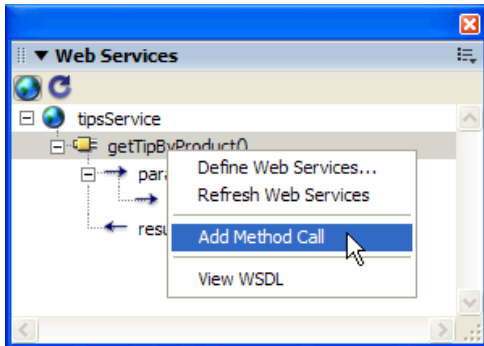 Web Services
tipsService
getTipByProduct()
Define Web Services...
Refresh Web Services
Add Method Call
View WSDL